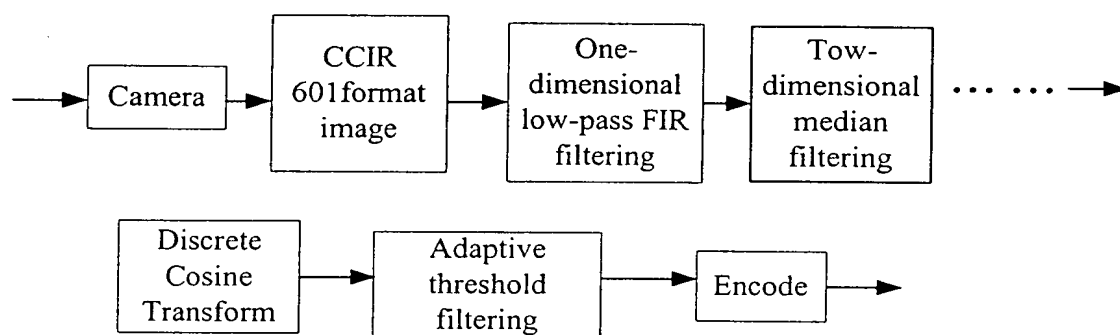 Camera
CCIR
601format
image
One-
dimensional
low-pass FIR
filtering
Tow-
dimensional
median
filtering
... ...
Discrete
Cosine
Transform
Adaptive
threshold
filtering
Encode